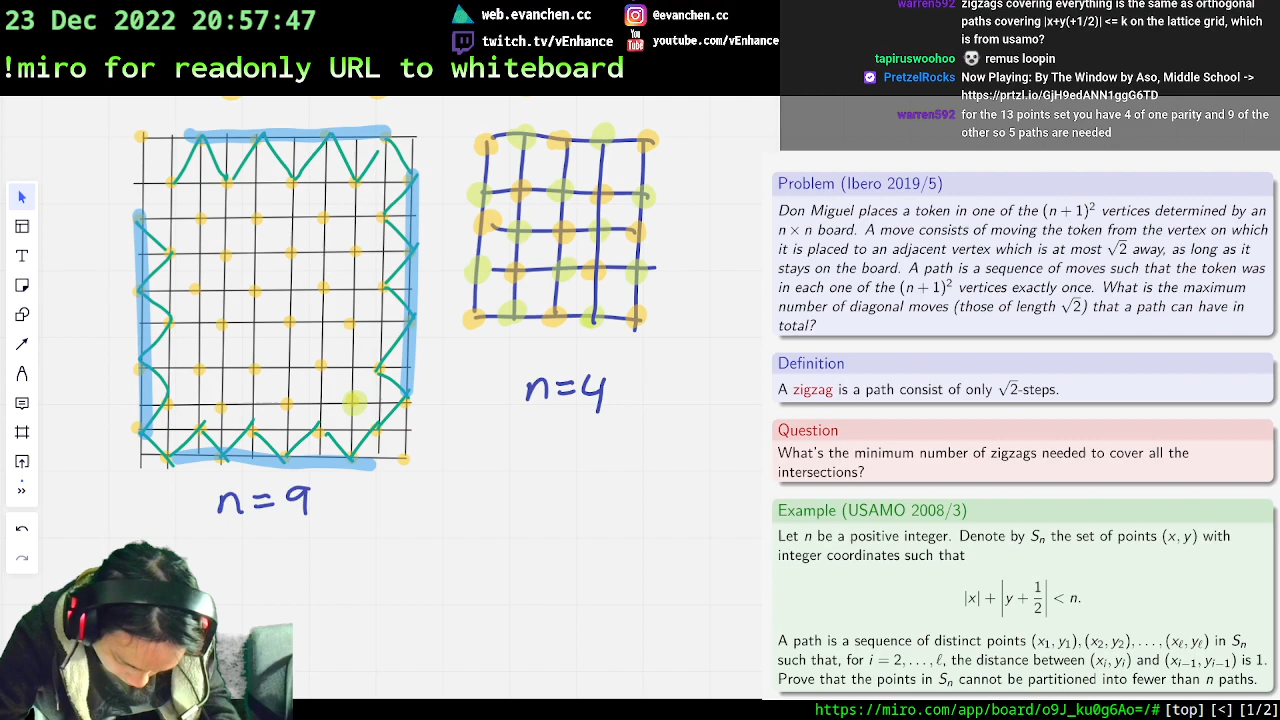 23 Dec 2022 20:57:47
web.evanchen.cc
@evanchen.cc
twitch.tv/vEnhance
youtube.com/vEnhance
!miro for readonly URL to whiteboard
warren592 zigzags covering everything is the same as orthogonal
paths covering |x+y(+1/2)| <= k on the lattice grid, which
is from usamo?
tapiruswoohoo remus loopin
PretzelRocks Now Playing: By The Window by Aso, Middle School ->
https://prtzl.io/GjH9edANN1ggG6TD
warren592 for the 13 points set you have 4 of one parity and 9 of the
other so 5 paths are needed
n=9
n=4
Problem (Ibero 2019/5)
Don Miguel places a token in one of the (n + 1)² vertices determined by an
n × n board. A move consists of moving the token from the vertex on which
it is placed to an adjacent vertex which is at most √2 away, as long as it
stays on the board. A path is a sequence of moves such that the token was
in each one of the (n + 1)² vertices exactly once. What is the maximum
number of diagonal moves (those of length √2) that a path can have in
total?
Definition
A zigzag is a path consist of only √2-steps.
Question
What's the minimum number of zigzags needed to cover all the
intersections?
Example (USAMO 2008/3)
Let n be a positive integer. Denote by Sₙ the set of points (x, y) with
integer coordinates such that
|x| + |y + 1/2| < n.
A path is a sequence of distinct points (x₁, y₁), (x₂, y₂), . . . , (xℓ, yℓ) in Sₙ
such that, for i = 2, . . . , ℓ, the distance between (xᵢ, yᵢ) and (xᵢ₋₁, yᵢ₋₁) is 1.
Prove that the points in Sₙ cannot be partitioned into fewer than n paths.
https://miro.com/app/board/o9J_ku0g6Ao=/# [top] [<] [1/2]